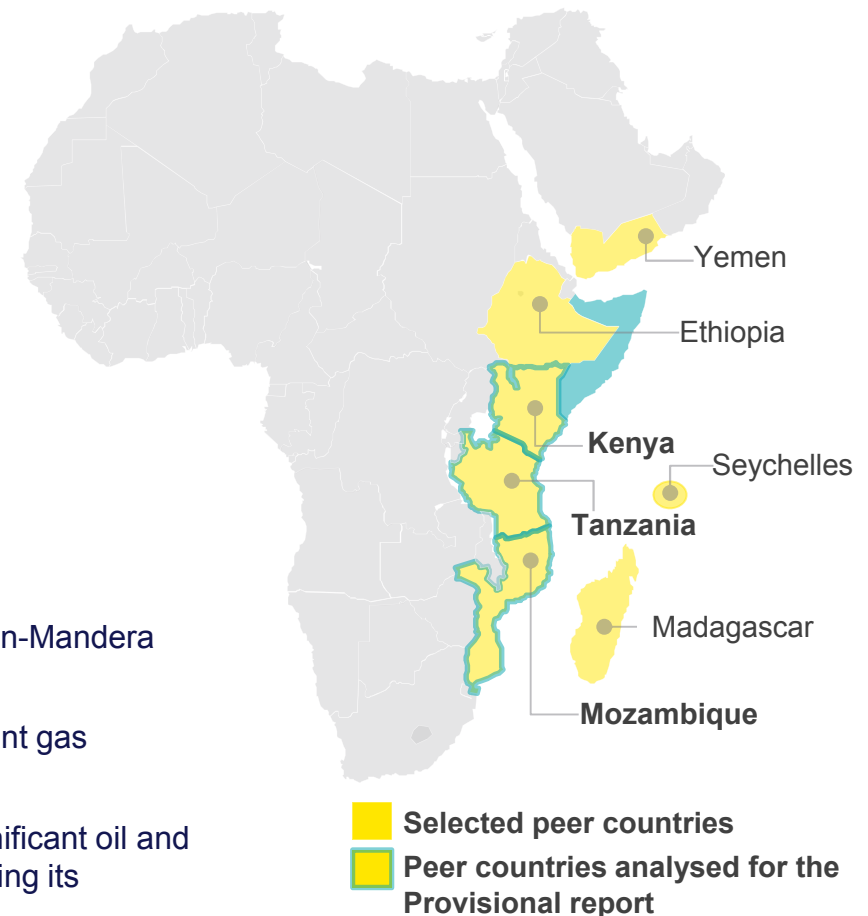 Yemen
Ethiopia
Kenya
Seychelles
Tanzania
Madagascar
Mozambique
n-Mandera
nt gas
nificant oil and
ing its
Selected peer countries
Peer countries analysed for the
Provisional report